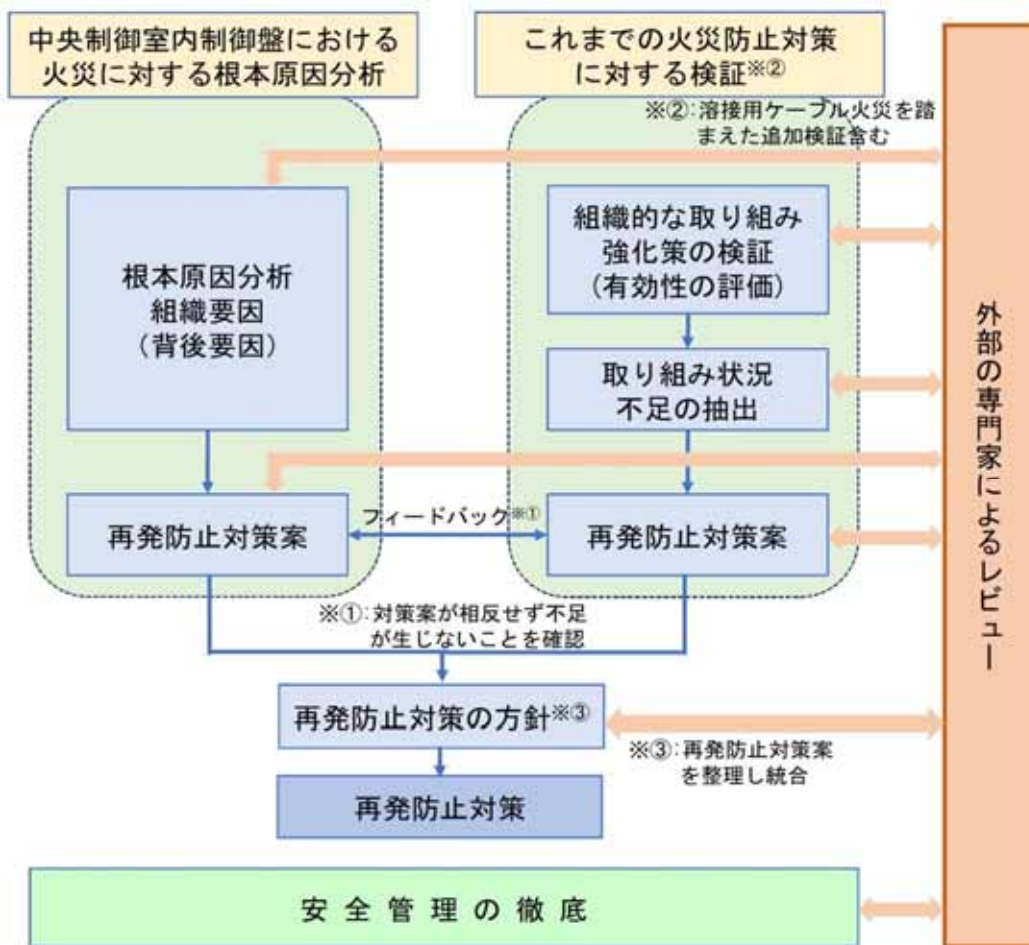 中央制御室内制御盤における
火災に対する根本原因分析
これまでの火災防止対策
に対する検証※②
※②:溶接用ケーブル火災を踏
まえた追加検証含む
根本原因分析
組織要因
(背後要因)
組織的な取り組み
強化策の検証
(有効性の評価)
取り組み状況
不足の抽出
再発防止対策案
フィードバック※①
再発防止対策案
※①:対策案が相反せず不足
が生じないことを確認
再発防止対策の方針※③
※③:再発防止対策案
を整理し統合
再発防止対策
安全管理の徹底
外部の専門家によるレビュー